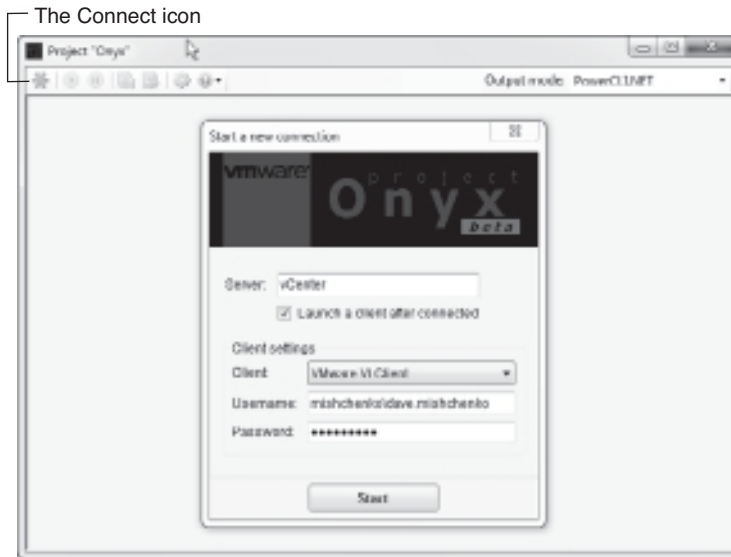 The Connect icon
Project "Onyx"
Output mode: PowerCLI.NET
Start a new connection
vmware
project
Onyx
beta
Server: vCenter
Launch a client after connected
Client settings
Client: VMware VI Client
Username: mishchenko\dave.mishchenko
Password: •••••••••
Start